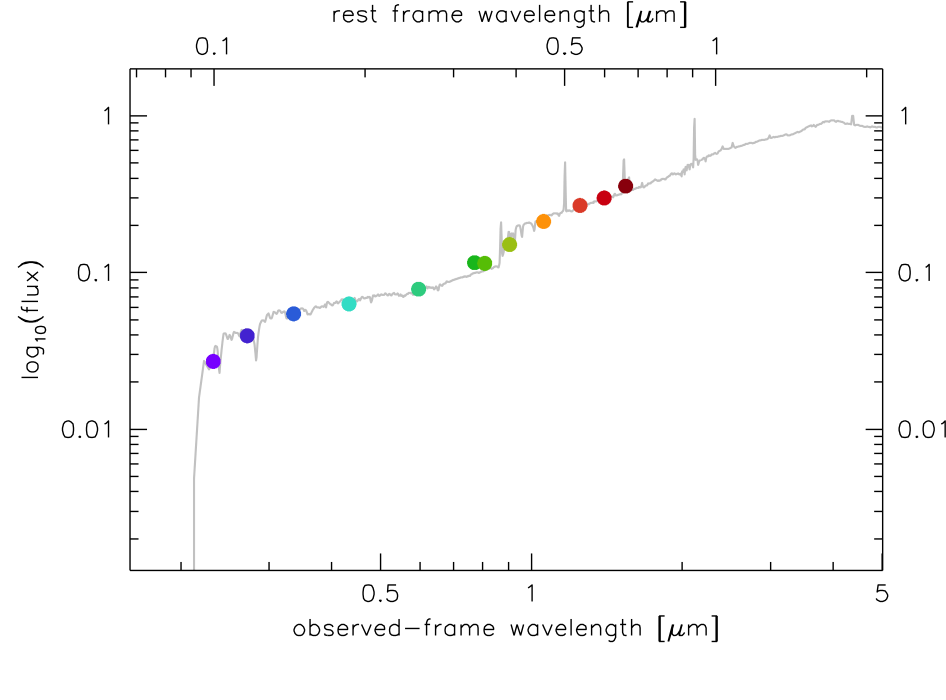 rest frame wavelength [μm]
0.1 0.5 1
1 1
0.1 0.1
0.01 0.01
log10(flux)
0.5 1 5
observed-frame wavelength [μm]